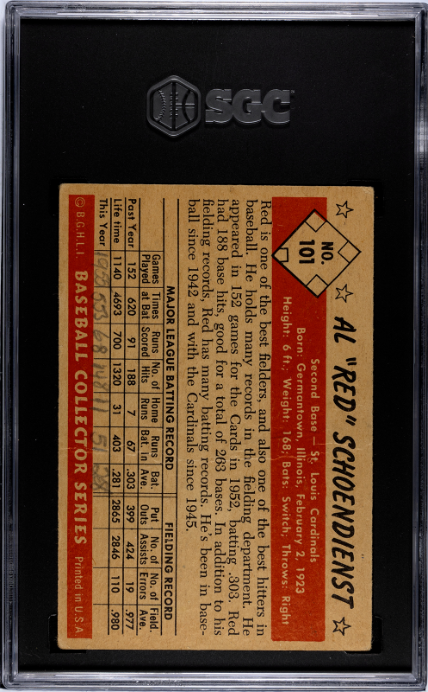 SGC
NO.
101
AL "RED" SCHOENDIENST
Second Base — St. Louis Cardinals
Born: Germantown, Illinois, February 2, 1923
Height: 6 ft.; Weight: 168; Bats: Switch; Throws: Right
Red is one of the best fielders, and also one of the best hitters in
baseball. He holds many records in the fielding department. He
appeared in 152 games for the Cards in 1952, batting .303. Red
had 188 base hits, good for a total of 263 bases. In addition to his
fielding records, Red has many batting records. He's been in base-
ball since 1942 and with the Cardinals since 1945.
MAJOR LEAGUE BATTING RECORD FIELDING RECORD
Games Times Runs No. of Home Runs Bat. Put No. of No. of Field.
Played at Bat Scored Hits Runs Bat. In Ave. Outs Assists Errors Ave.
Past Year 152 620 91 188 7 67 .303 399 424 19 .977
Life time 1140 4693 700 1320 31 403 .281 2865 2846 110 .980
This Year
© B.G.H.L.I. BASEBALL COLLECTOR SERIES Printed in U.S.A